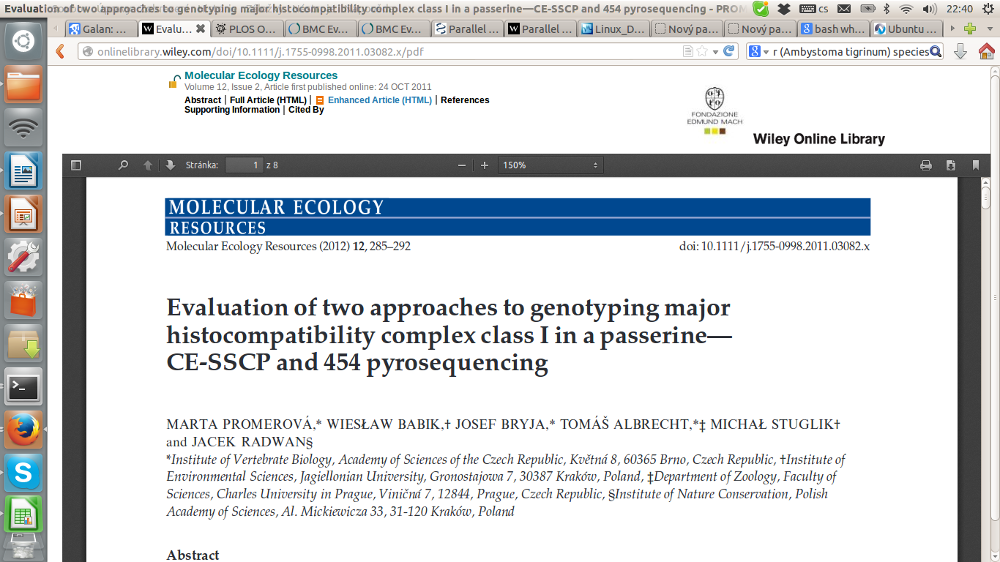 Evaluation of two approaches to genotyping major histocompatibility complex class I in a passerine—CE-SSCP and 454 pyrosequencing - PROM
cs
22:40
Galan: ...
Evalu...
PLOS O...
BMC Ev...
BMC Ev...
Parallel ...
Parallel ...
Linux_D...
Nový pa...
Nový pa...
bash wh...
Ubuntu ...
onlinelibrary.wiley.com/doi/10.1111/j.1755-0998.2011.03082.x/pdf
r (Ambystoma tigrinum) species
Molecular Ecology Resources
Volume 12, Issue 2, Article first published online: 24 OCT 2011
Abstract | Full Article (HTML) | Enhanced Article (HTML) | References
Supporting Information | Cited By
FONDAZIONE
EDMUND MACH
Wiley Online Library
Stránka: 1 z 8
150%
MOLECULAR ECOLOGY
RESOURCES
Molecular Ecology Resources (2012) 12, 285–292
doi: 10.1111/j.1755-0998.2011.03082.x
Evaluation of two approaches to genotyping major
histocompatibility complex class I in a passerine—
CE-SSCP and 454 pyrosequencing
MARTA PROMEROVÁ,* WIESŁAW BABIK,† JOSEF BRYJA,* TOMÁŠ ALBRECHT,*‡ MICHAŁ STUGLIK†
and JACEK RADWAN§
*Institute of Vertebrate Biology, Academy of Sciences of the Czech Republic, Květná 8, 60365 Brno, Czech Republic, †Institute of
Environmental Sciences, Jagiellonian University, Gronostajowa 7, 30387 Kraków, Poland, ‡Department of Zoology, Faculty of
Sciences, Charles University in Prague, Viničná 7, 12844, Prague, Czech Republic, §Institute of Nature Conservation, Polish
Academy of Sciences, Al. Mickiewicza 33, 31-120 Kraków, Poland
Abstract